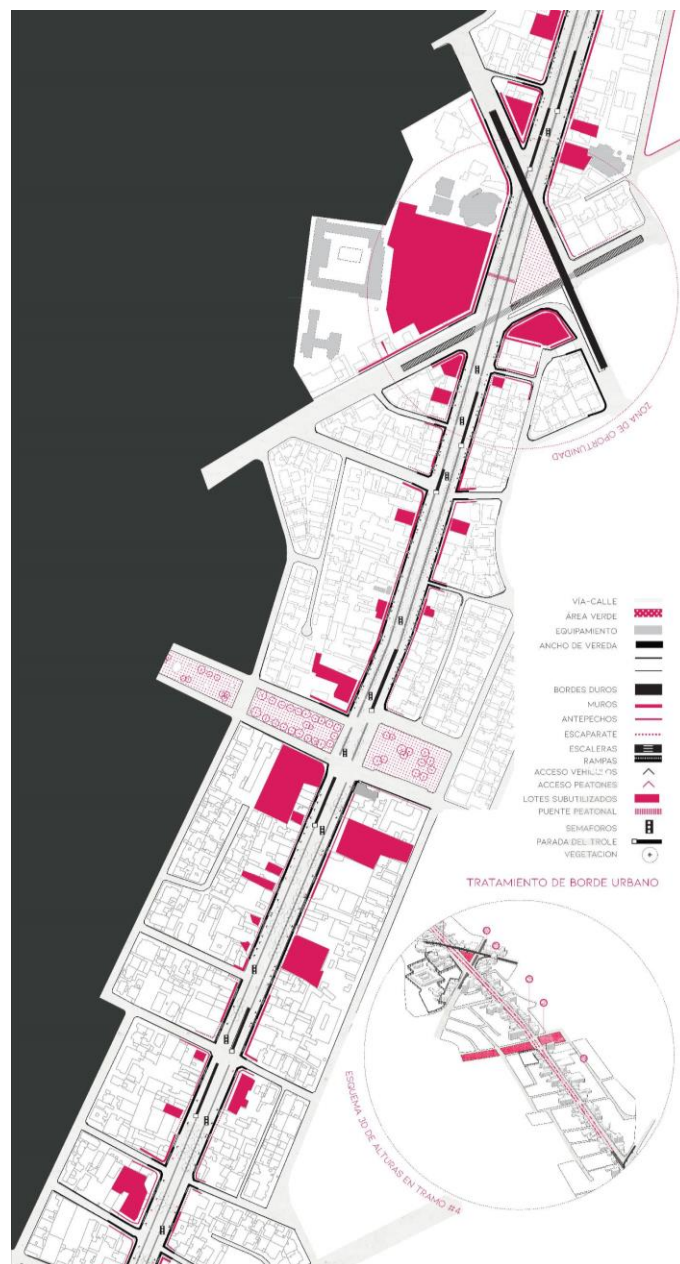 ZONA DE OPORTUNIDAD
VÍA-CALLE
ÁREA VERDE
EQUIPAMIENTO
ANCHO DE VEREDA
BORDES DUROS
MUROS
ANTEPECHOS
ESCAPARATE
ESCALERAS
RAMPAS
ACCESO VEHICULOS
ACCESO PEATONES
LOTES SUBUTILIZADOS
PUENTE PEATONAL
SEMAFOROS
PARADA DEL TROLE
VEGETACION
TRATAMIENTO DE BORDE URBANO
ESQUEMA 3D DE ALTURAS EN TRAMO #4